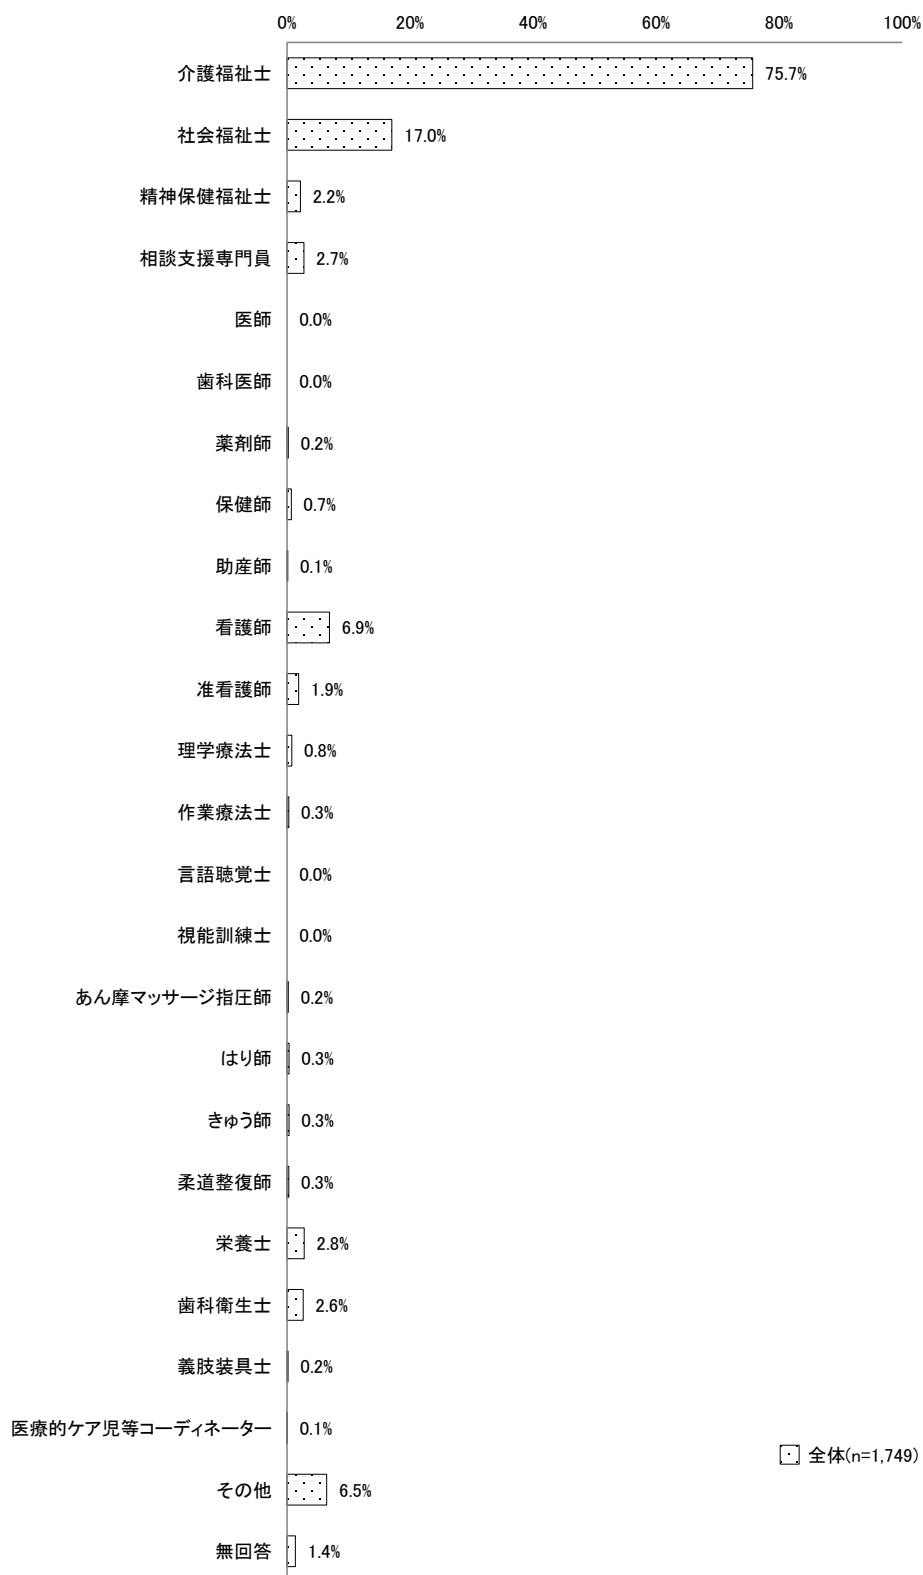 0% 20% 40% 60% 80% 100%
介護福祉士 75.7%
社会福祉士 17.0%
精神保健福祉士 2.2%
相談支援専門員 2.7%
医師 0.0%
歯科医師 0.0%
薬剤師 0.2%
保健師 0.7%
助産師 0.1%
看護師 6.9%
准看護師 1.9%
理学療法士 0.8%
作業療法士 0.3%
言語聴覚士 0.0%
視能訓練士 0.0%
あん摩マッサージ指圧師 0.2%
はり師 0.3%
きゅう師 0.3%
柔道整復師 0.3%
栄養士 2.8%
歯科衛生士 2.6%
義肢装具士 0.2%
医療的ケア児等コーディネーター 0.1%
全体(n=1,749)
その他 6.5%
無回答 1.4%